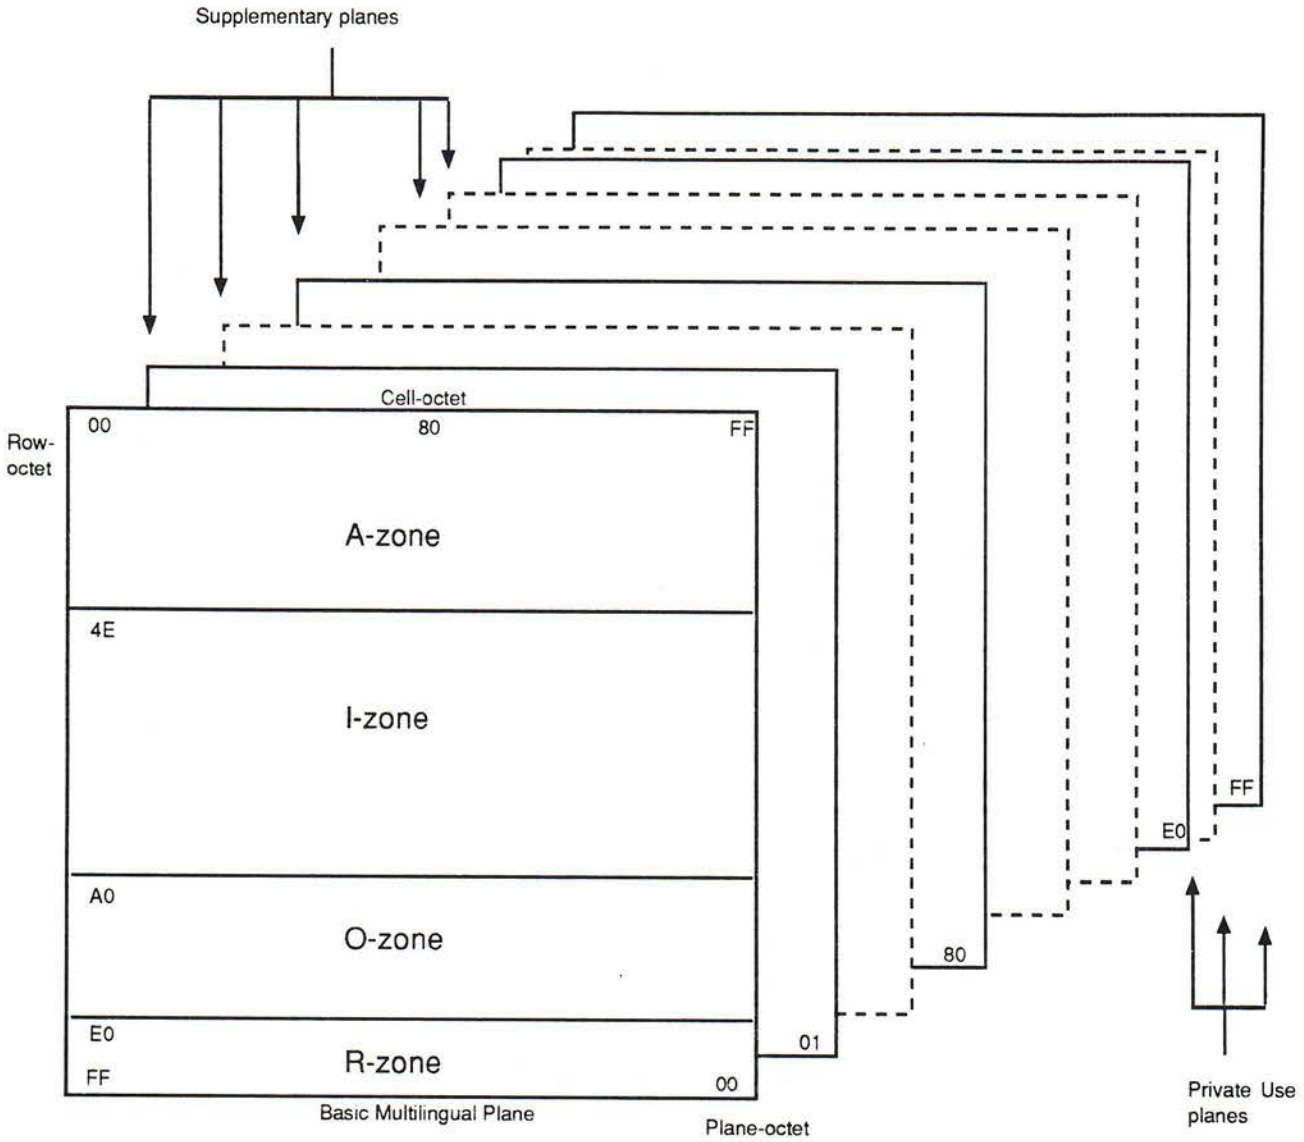 Supplementary planes
Cell-octet
00 80 FF
Row-
octet
A-zone
4E
I-zone
A0
O-zone
E0
R-zone
FF
00
Basic Multilingual Plane
Plane-octet
01
80
E0
FF
Private Use
planes